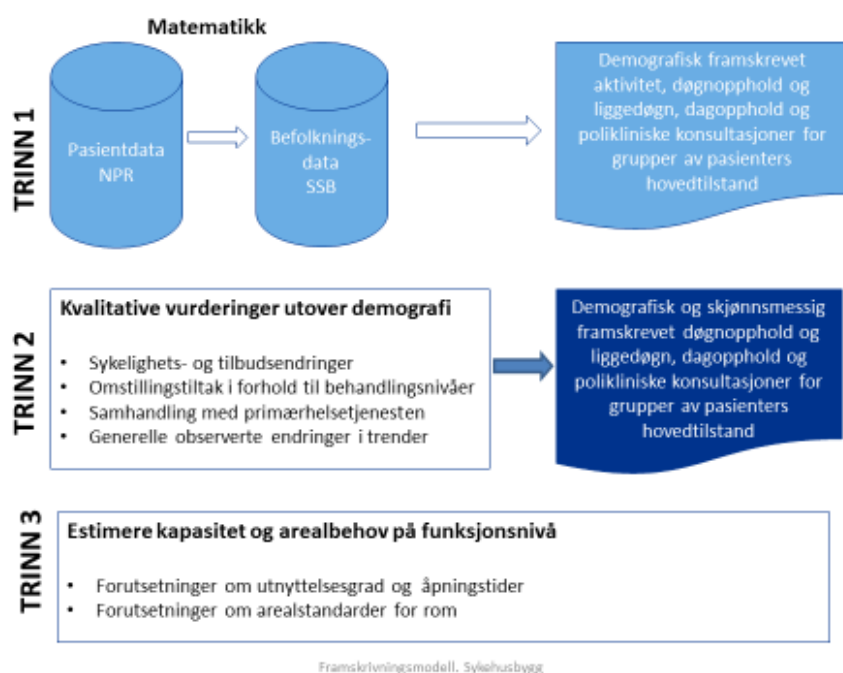 Matematikk
TRINN 1
Pasientdata
NPR
Befolknings-
data
SSB
Demografisk framskrevet
aktivitet, døgnopphold og
liggedøgn, dagopphold og
polikliniske konsultasjoner for
grupper av pasienters
hovedtilstand
TRINN 2
Kvalitative vurderinger utover demografi
• Sykelighets- og tilbudsendringer
• Omstillingstiltak i forhold til behandlingsnivåer
• Samhandling med primærhelsetjenesten
• Generelle observerte endringer i trender
Demografisk og skjønnsmessig
framskrevet døgnopphold og
liggedøgn, dagopphold og
polikliniske konsultasjoner for
grupper av pasienters
hovedtilstand
TRINN 3
Estimere kapasitet og arealbehov på funksjonsnivå
• Forutsetninger om utnyttelsesgrad og åpningstider
• Forutsetninger om arealstandarder for rom
Framskrivningsmodell. Sykehusbygg